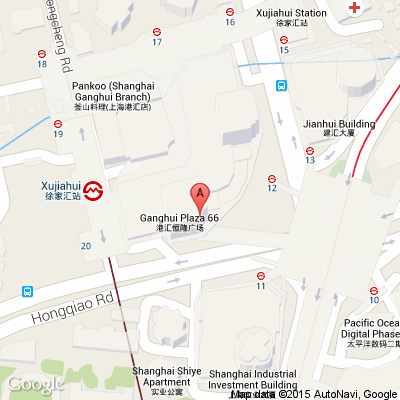 ongcheng Rd
18
19
16
Xujiahui Station
徐家汇站
15
Pankoo (Shanghai
Ganghui Branch)
釜山料理(上海港汇店)
Jianhui Building
建汇大厦
Xujiahui
徐家汇站
12
A
Ganghui Plaza 66
港汇恒隆广场
20
Hongqiao Rd
11
10
Pacific Ocea
Digital Phase
太平洋数码二期
Shanghai Shiye
Apartment
实业公寓
Shanghai Industrial
Investment Building
Google
Map data ©2015 AutoNavi, Google